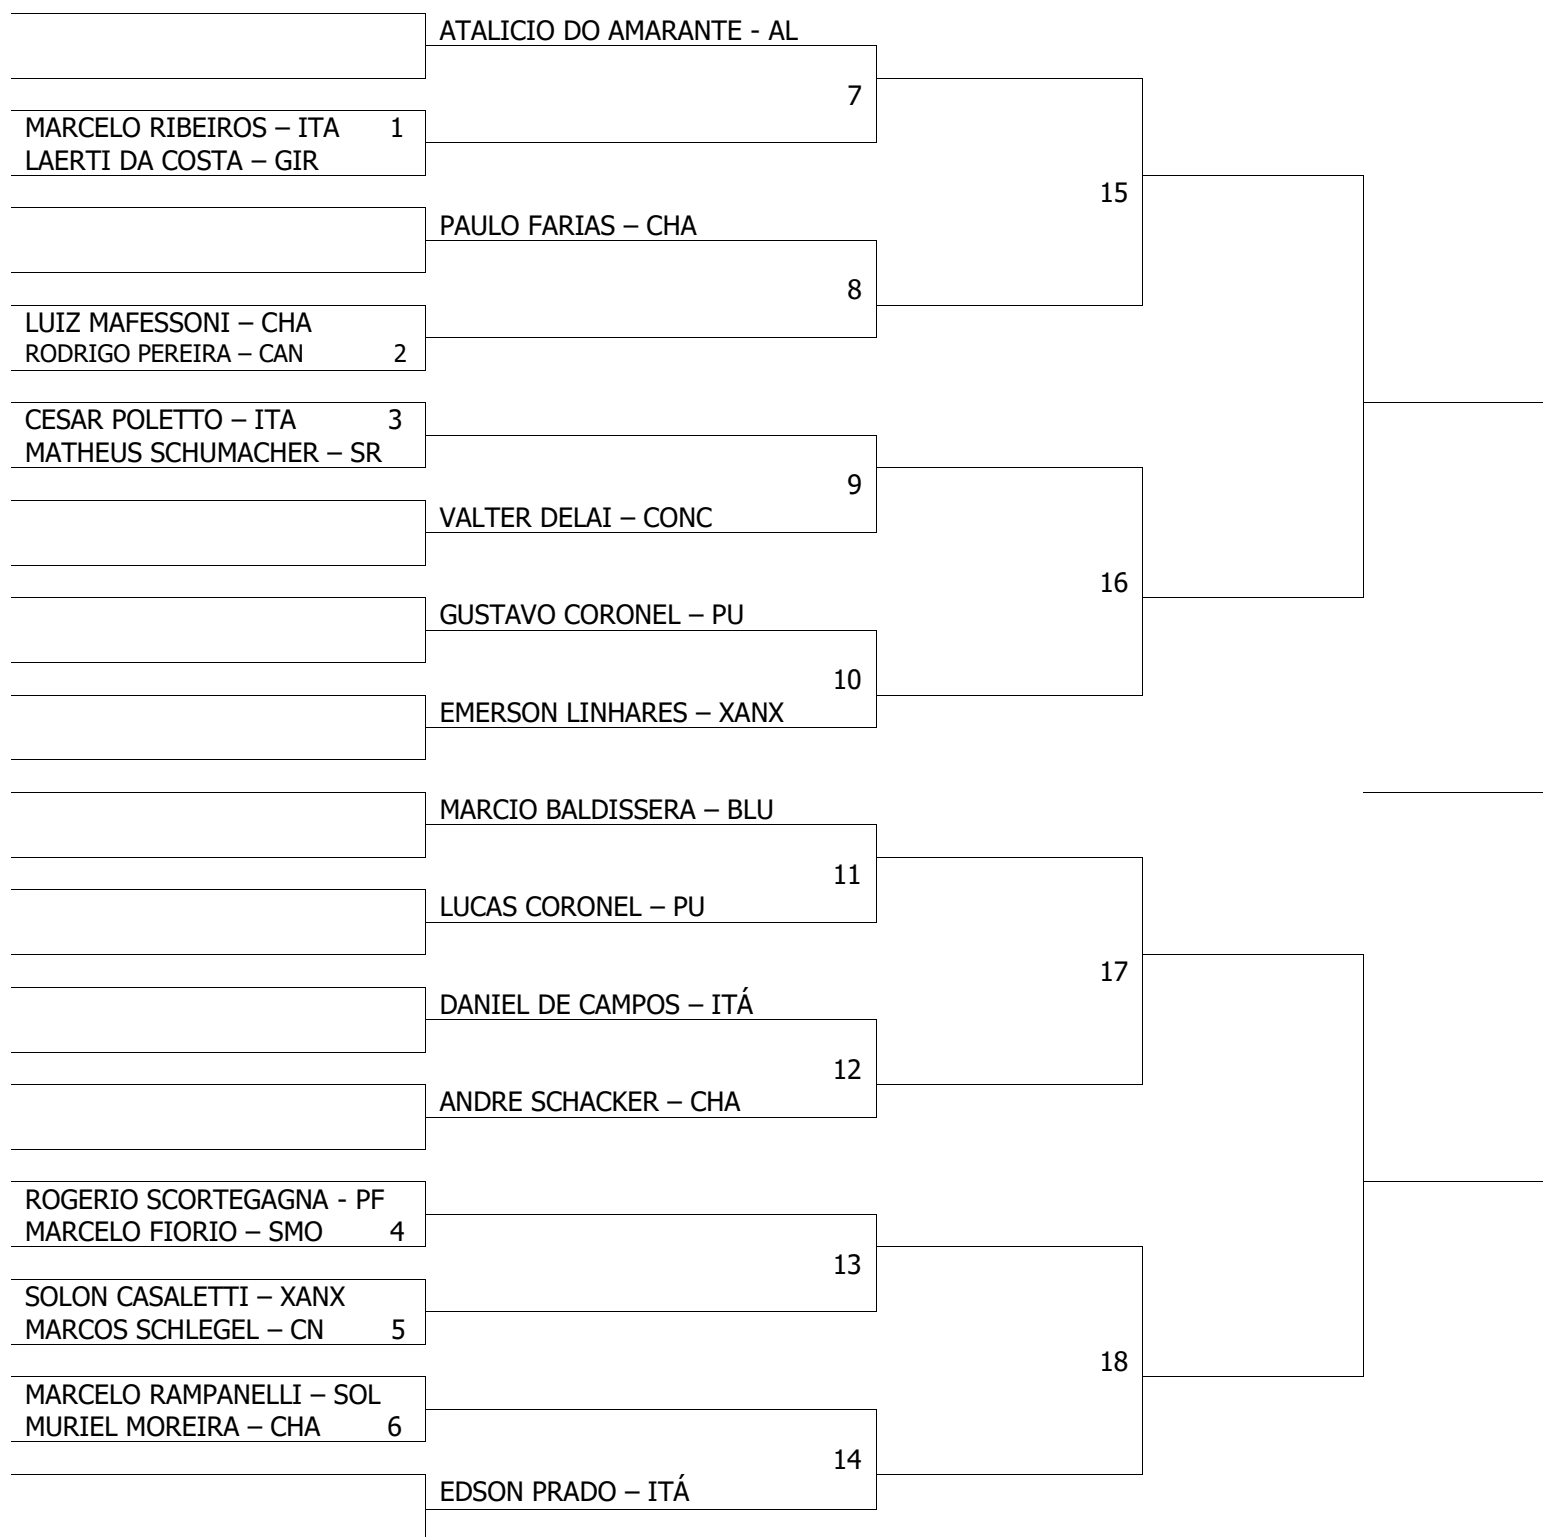 ATALICIO DO AMARANTE - AL
7
MARCELO RIBEIROS – ITA 1
LAERTI DA COSTA – GIR
15
PAULO FARIAS – CHA
8
LUIZ MAFESSONI – CHA
RODRIGO PEREIRA – CAN 2
CESAR POLETTO – ITA 3
MATHEUS SCHUMACHER – SR
9
VALTER DELAI – CONC
16
GUSTAVO CORONEL – PU
10
EMERSON LINHARES – XANX
MARCIO BALDISSERA – BLU
11
LUCAS CORONEL – PU
17
DANIEL DE CAMPOS – ITÁ
12
ANDRE SCHACKER – CHA
ROGERIO SCORTEGAGNA - PF
MARCELO FIORIO – SMO 4
13
SOLON CASALETTI – XANX
MARCOS SCHLEGEL – CN 5
18
MARCELO RAMPANELLI – SOL
MURIEL MOREIRA – CHA 6
14
EDSON PRADO – ITÁ